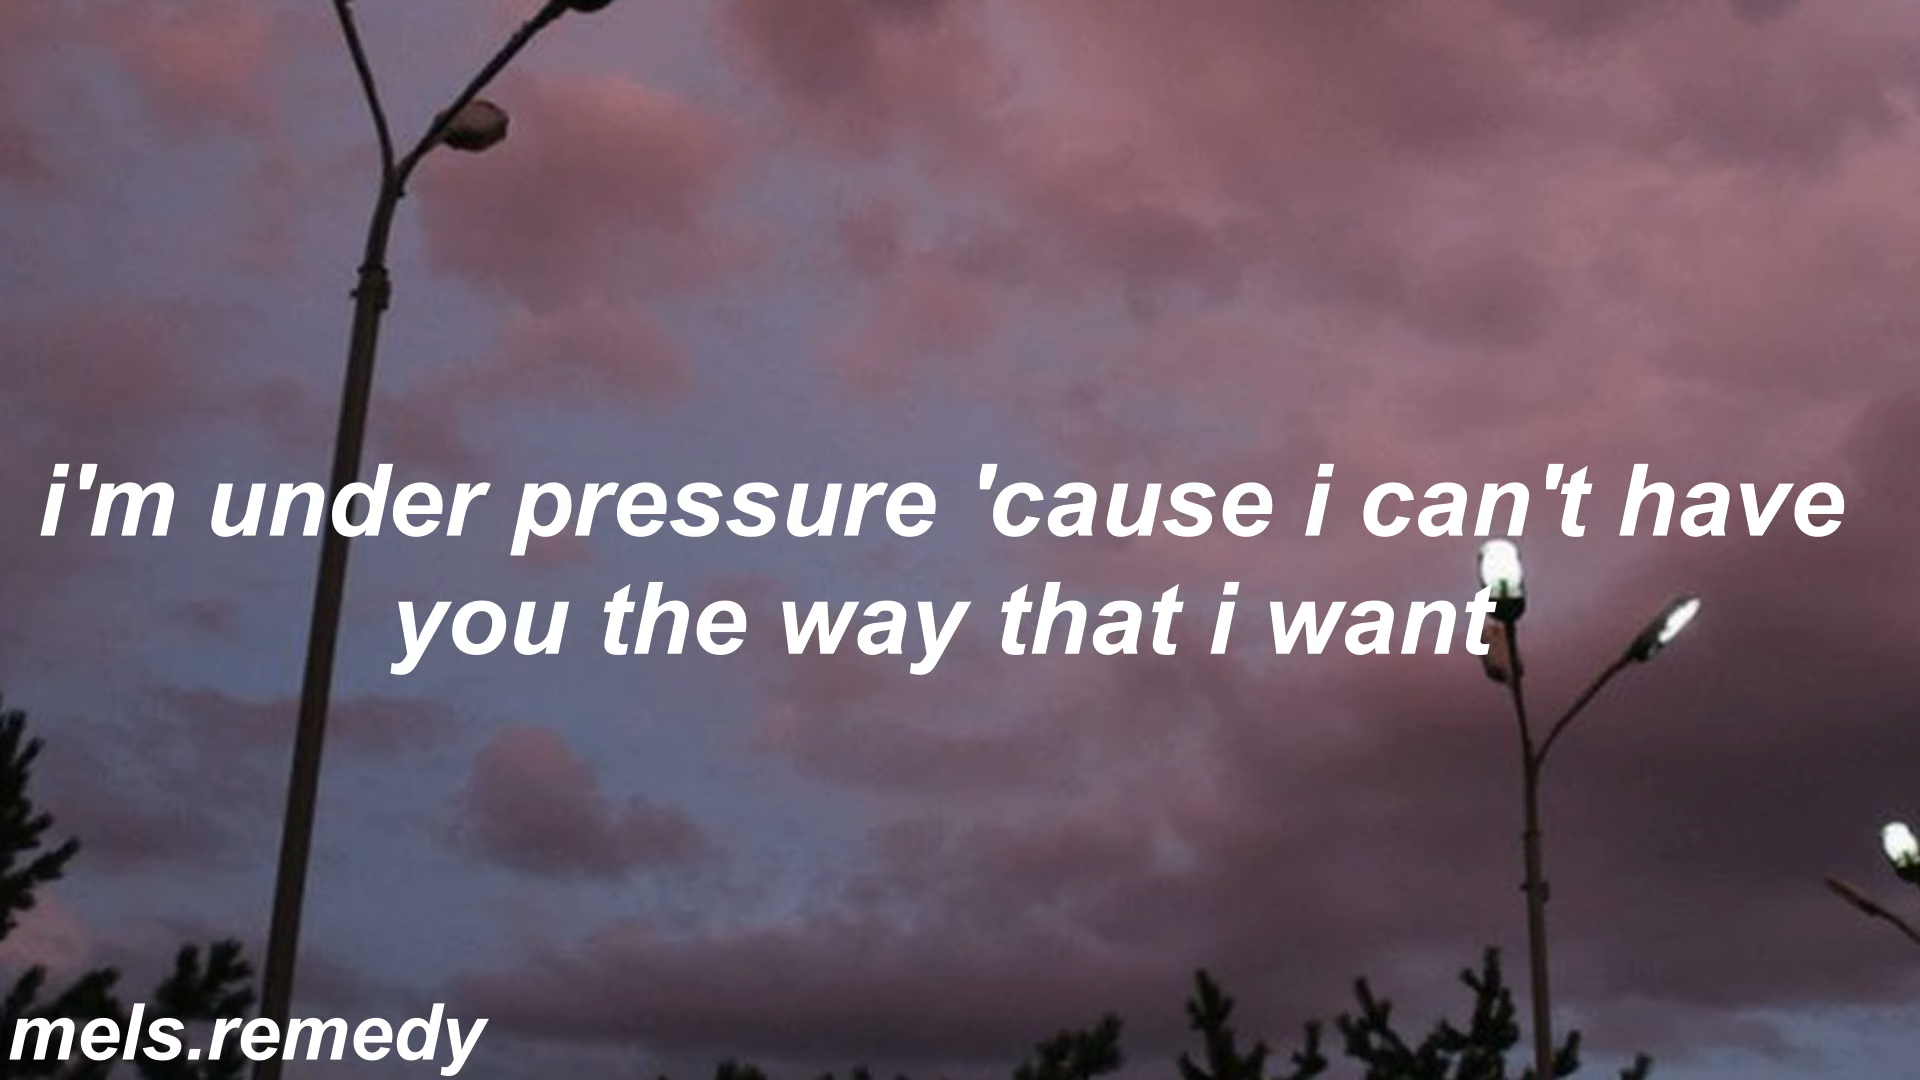 i'm under pressure 'cause i can't have
you the way that i want
mels.remedy